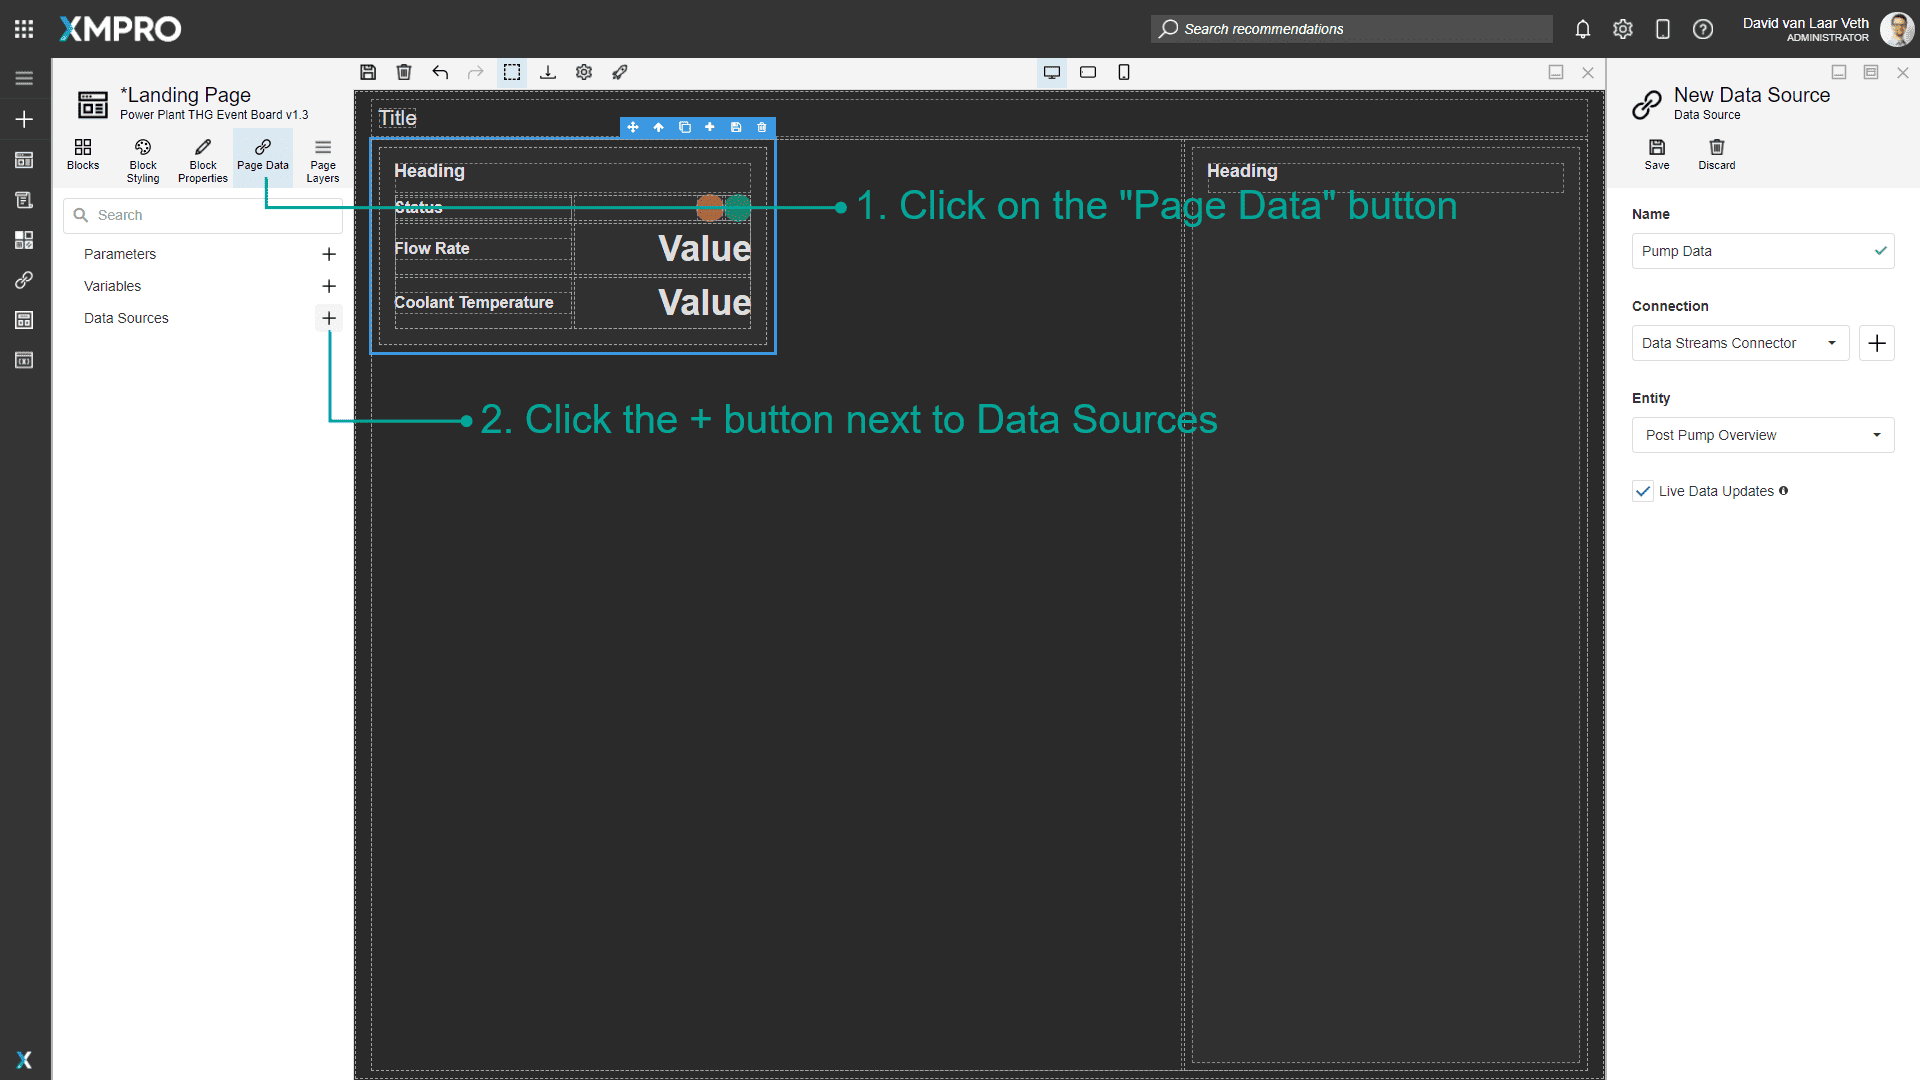 XMPRO
Search recommendations
David van Laar Veth
ADMINISTRATOR
*Landing Page
Power Plant THG Event Board v1.3
Blocks
Block
Styling
Block
Properties
Page Data
Page
Layers
Search
Parameters
Variables
Data Sources
Title
Heading
Status
Flow Rate
Value
Coolant Temperature
Value
Heading
1. Click on the "Page Data" button
2. Click the + button next to Data Sources
New Data Source
Data Source
Save
Discard
Name
Pump Data
Connection
Data Streams Connector
Entity
Post Pump Overview
Live Data Updates